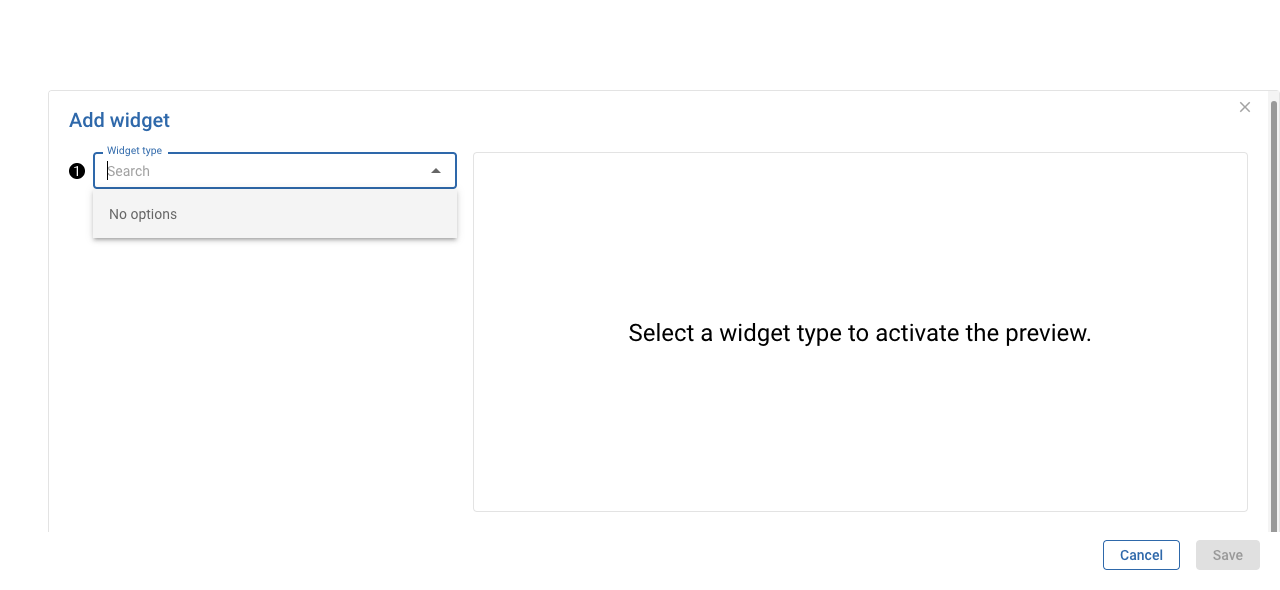 Add widget
Widget type
1
Search
No options
Select a widget type to activate the preview.
Cancel
Save